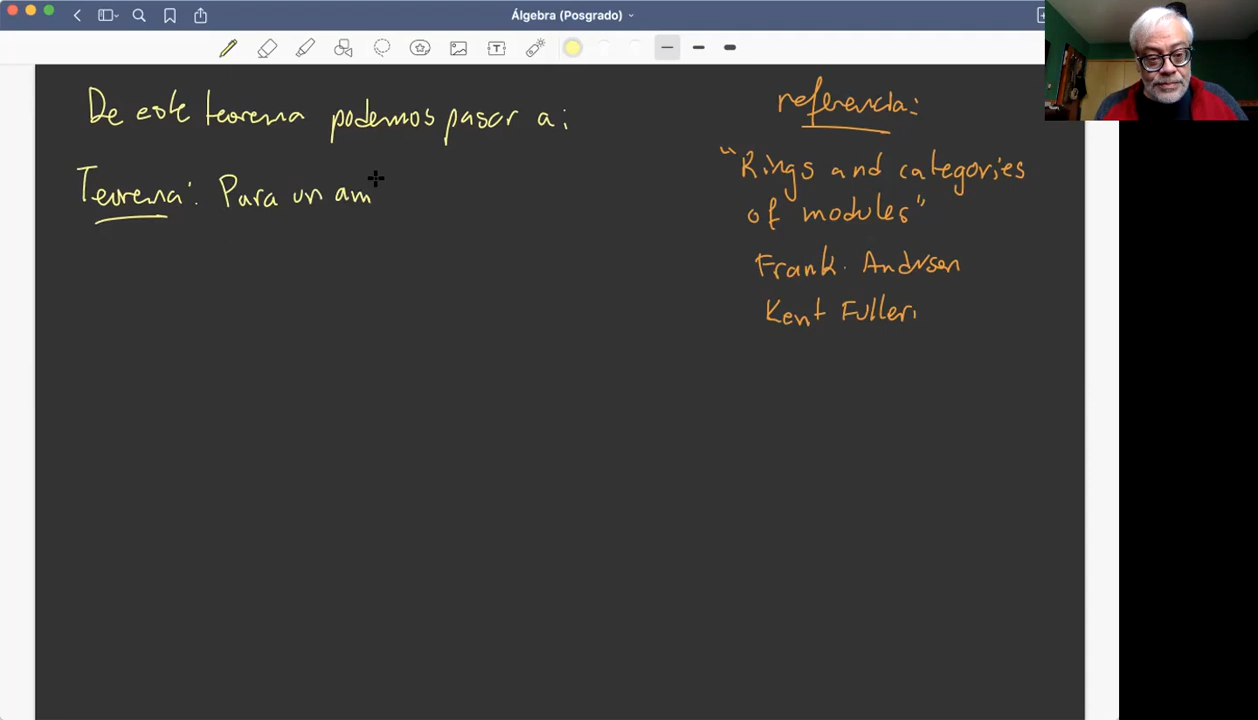 Álgebra (Posgrado)
De este teorema podemos pasar a:
Teorema: Para un am
referencia:
"Rings and categories
of modules"
Frank. Anderson
Kent Fuller.